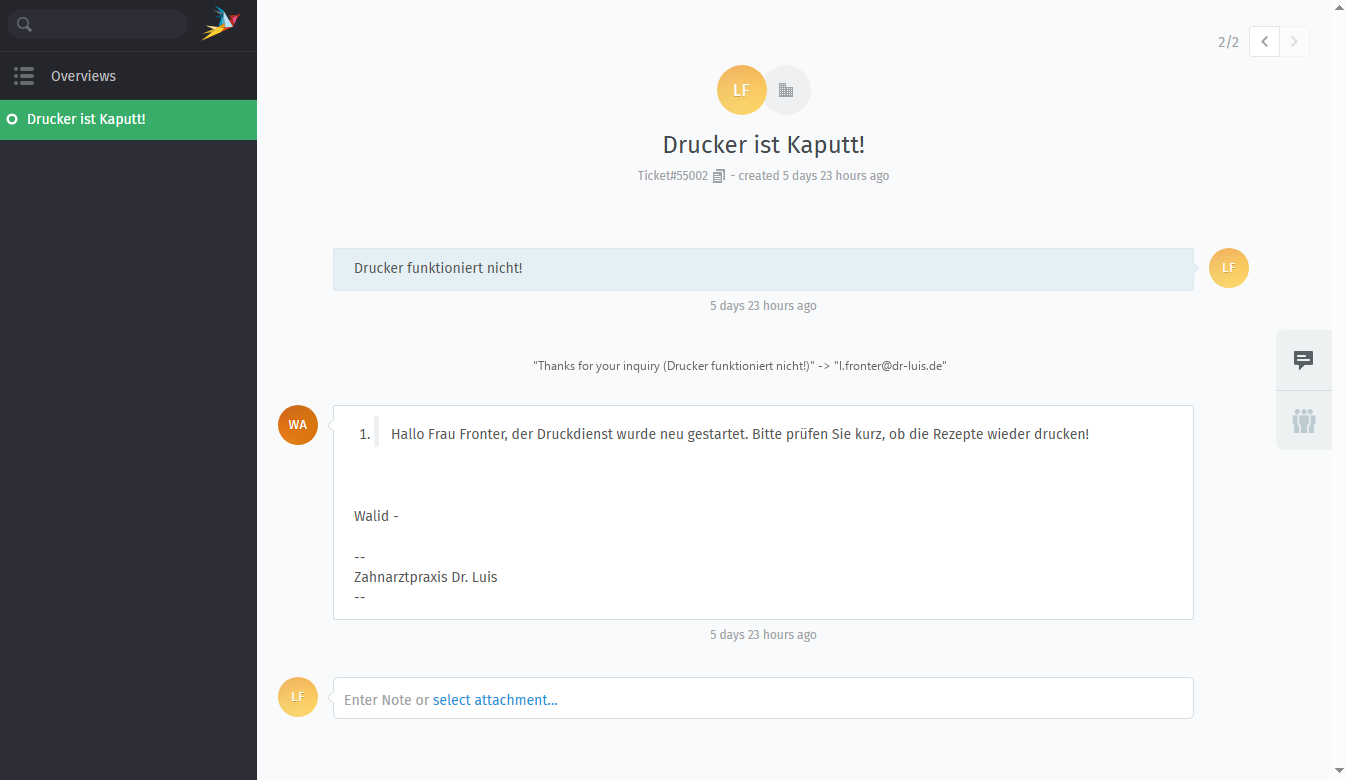 2/2
Overviews
Drucker ist Kaputt!
LF
Drucker ist Kaputt!
Ticket#55002 - created 5 days 23 hours ago
Drucker funktioniert nicht!
LF
5 days 23 hours ago
"Thanks for your inquiry (Drucker funktioniert nicht!)" -> "l.fronter@dr-luis.de"
WA
1. Hallo Frau Fronter, der Druckdienst wurde neu gestartet. Bitte prüfen Sie kurz, ob die Rezepte wieder drucken!
Walid -
--
Zahnarztpraxis Dr. Luis
--
5 days 23 hours ago
LF
Enter Note or select attachment...